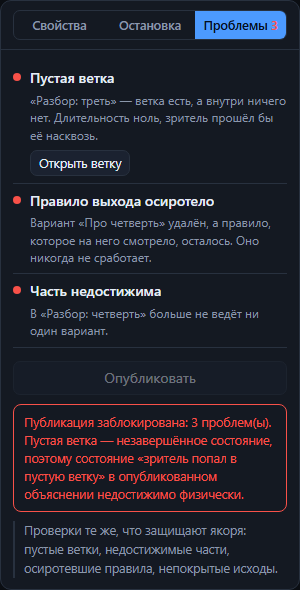 Свойства Остановка Проблемы 3
Пустая ветка
«Разбор: треть» — ветка есть, а внутри ничего
нет. Длительность ноль, зритель прошёл бы
её насквозь.
Открыть ветку
Правило выхода осиротело
Вариант «Про четверть» удалён, а правило,
которое на него смотрело, осталось. Оно
никогда не сработает.
Часть недостижима
В «Разбор: четверть» больше не ведёт ни
один вариант.
Опубликовать
Публикация заблокирована: 3 проблем(ы).
Пустая ветка — незавершённое состояние,
поэтому состояние «зритель попал в
пустую ветку» в опубликованном
объяснении недостижимо физически.
Проверки те же, что защищают якоря:
пустые ветки, недостижимые части,
осиротевшие правила, непокрытые исходы.